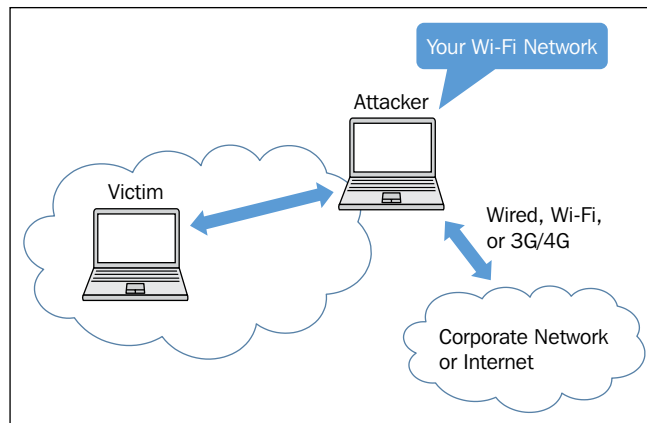 Your Wi-Fi Network
Attacker
Victim
Wired, Wi-Fi,
or 3G/4G
Corporate Network
or Internet